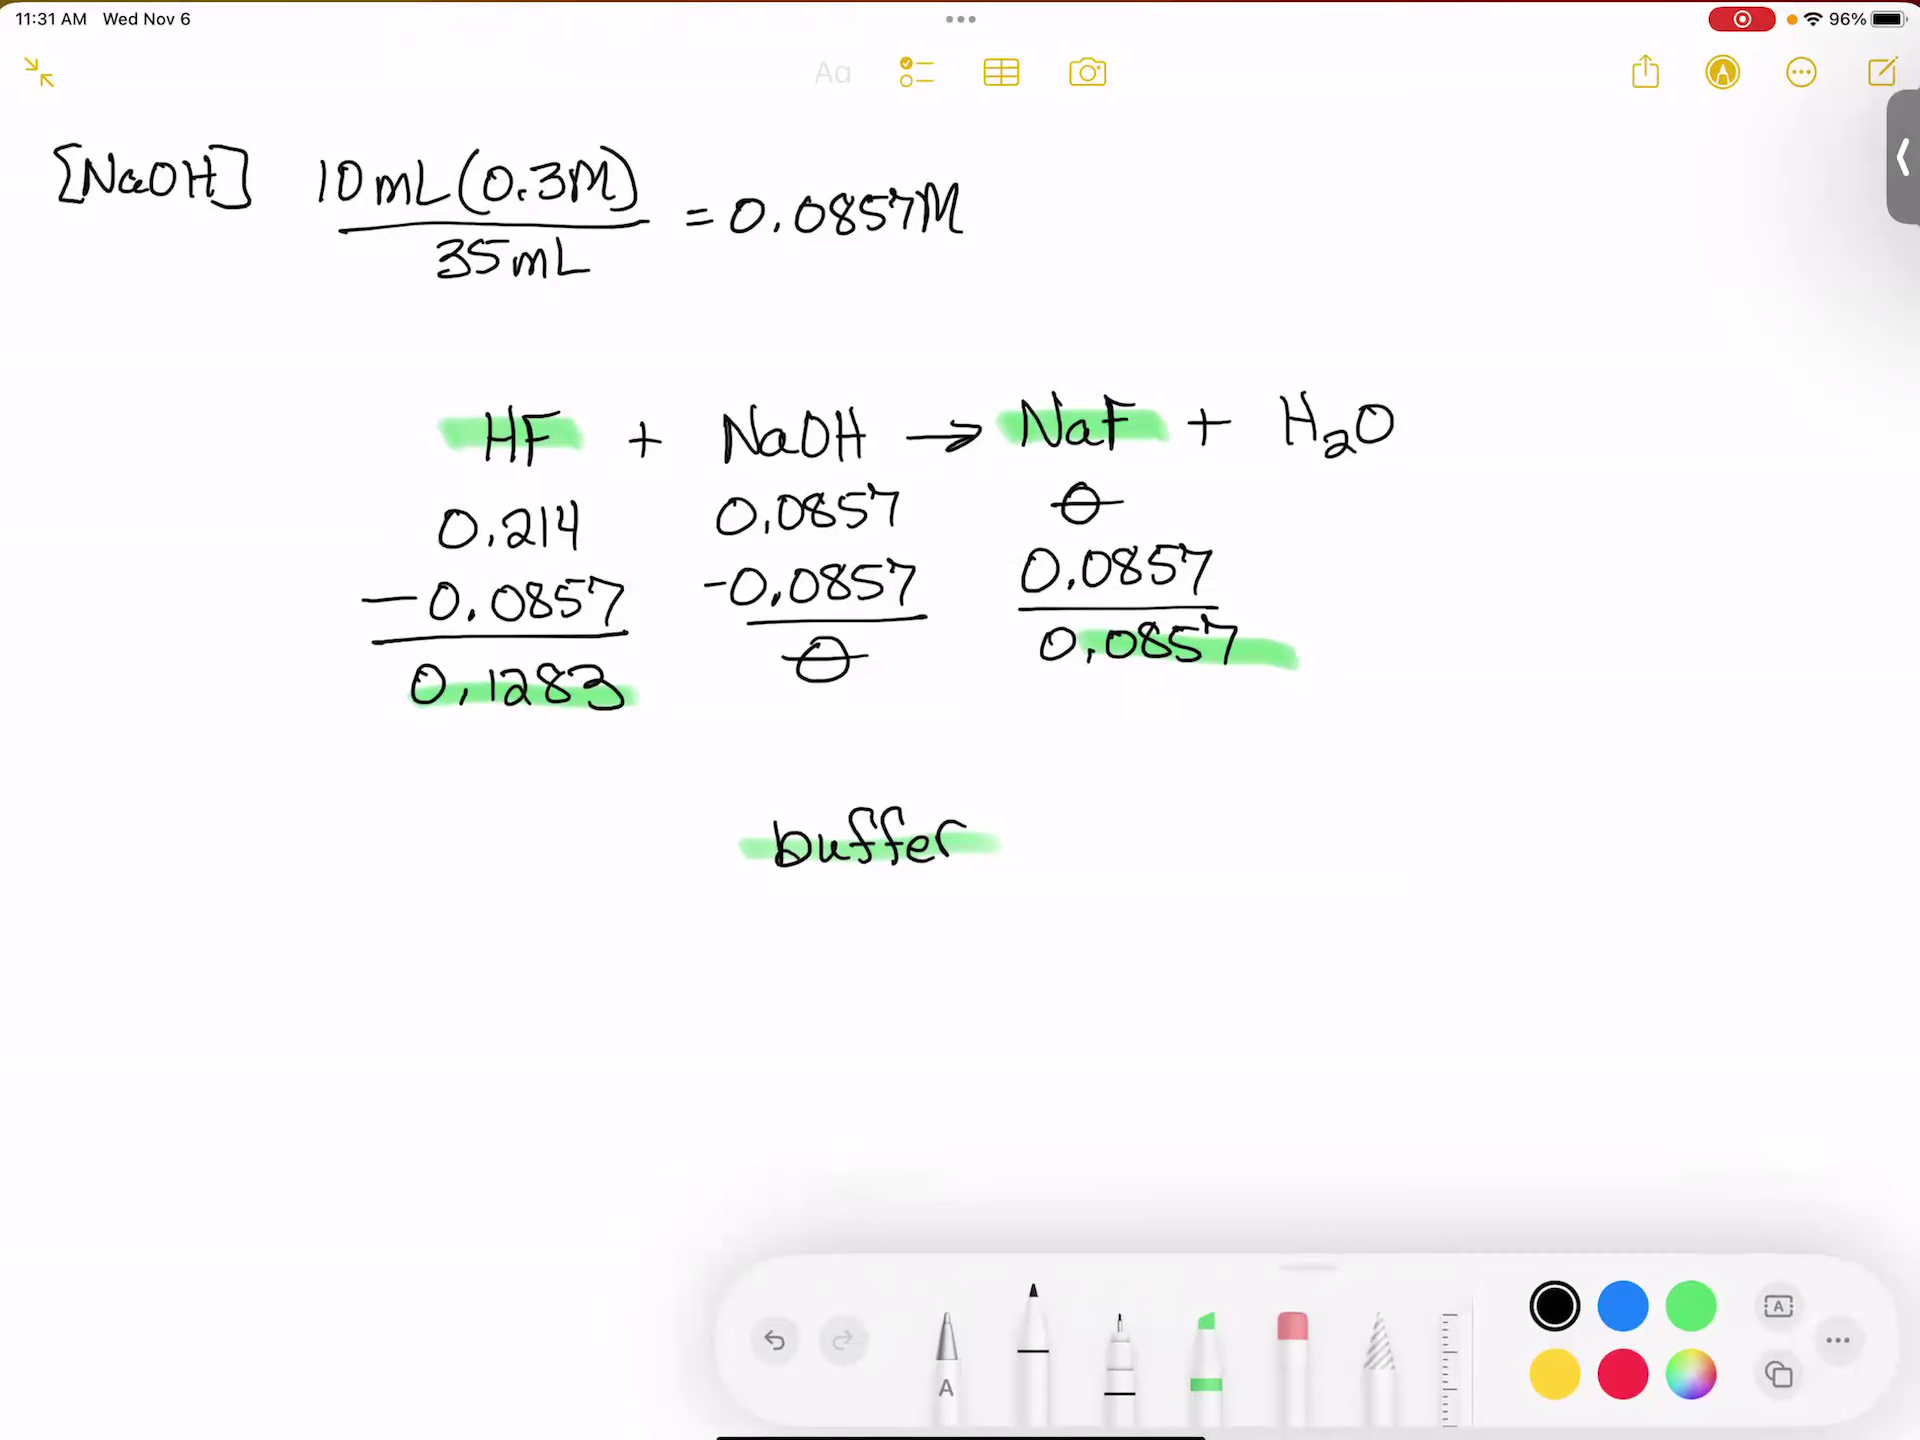 11:31 AM Wed Nov 6
96%
Aa
[NaOH] 10mL(0.3M) = 0.0857M
35mL
HF + NaOH → NaF + H₂O
0.214 0.0857 0
-0.0857 -0.0857 0.0857
0.1283 0 0.0857
buffer
A
A